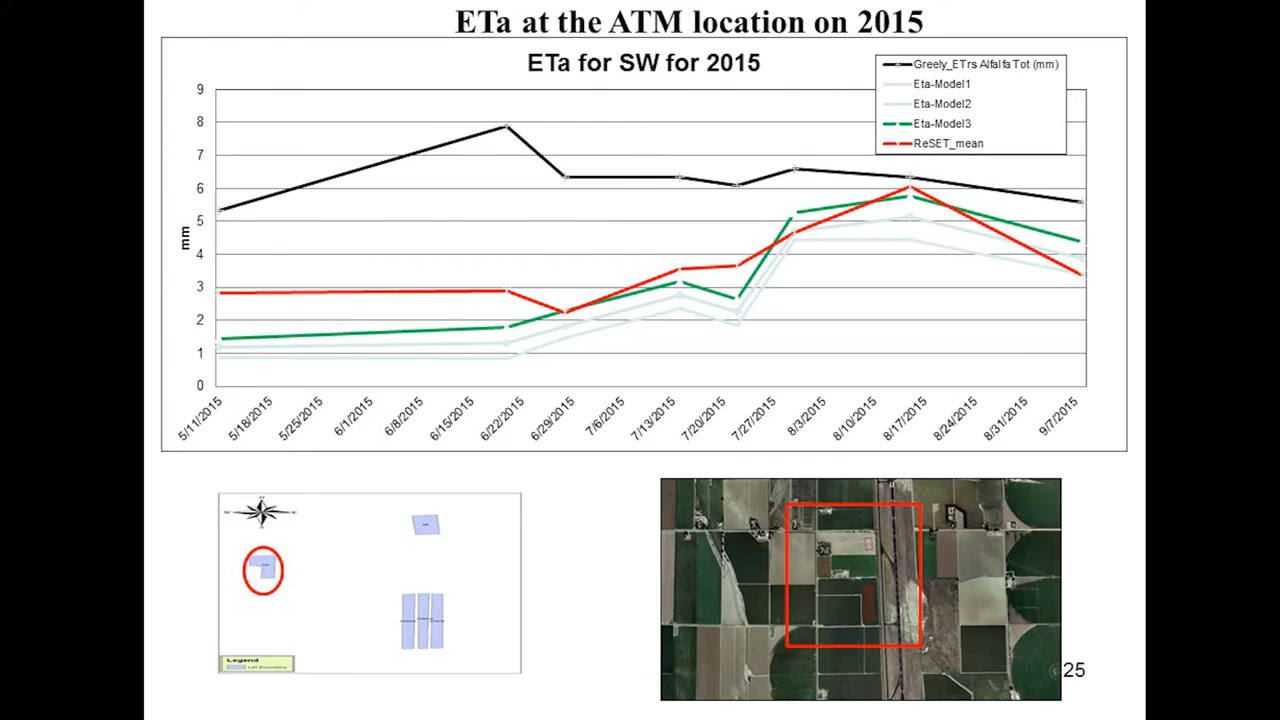 ETa at the ATM location on 2015
ETa for SW for 2015
Greely_ETrs Alfalfa Tot (mm)
Eta-Model1
Eta-Model2
Eta-Model3
ReSET_mean
mm
9
8
7
6
5
4
3
2
1
0
5/11/2015
5/18/2015
5/25/2015
6/1/2015
6/8/2015
6/15/2015
6/22/2015
6/29/2015
7/6/2015
7/13/2015
7/20/2015
7/27/2015
8/3/2015
8/10/2015
8/17/2015
8/24/2015
8/31/2015
9/7/2015
W
E
Legend
Boundary
25